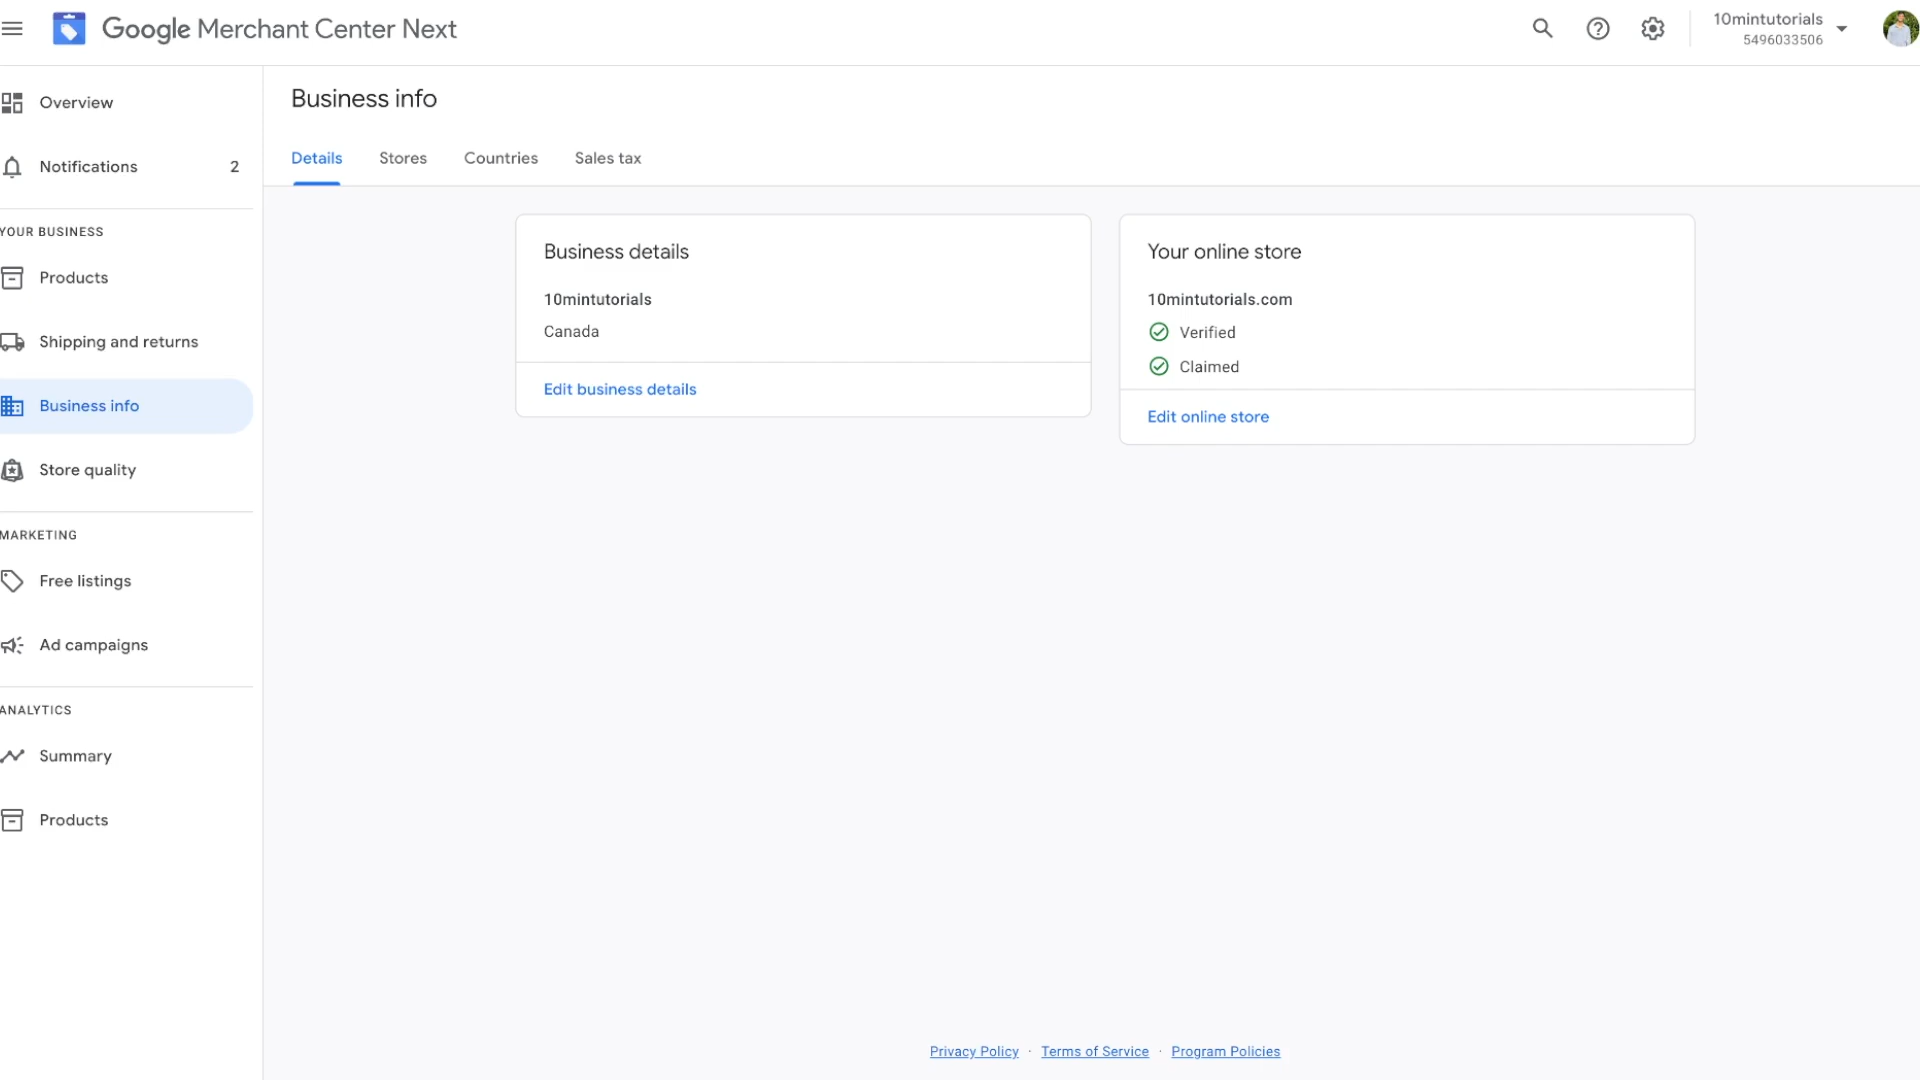 Google Merchant Center Next
10mintutorials
5496033506
Overview
Notifications 2
YOUR BUSINESS
Products
Shipping and returns
Business info
Store quality
MARKETING
Free listings
Ad campaigns
ANALYTICS
Summary
Products
Business info
Details Stores Countries Sales tax
Business details
10mintutorials
Canada
Edit business details
Your online store
10mintutorials.com
Verified
Claimed
Edit online store
Privacy Policy · Terms of Service · Program Policies